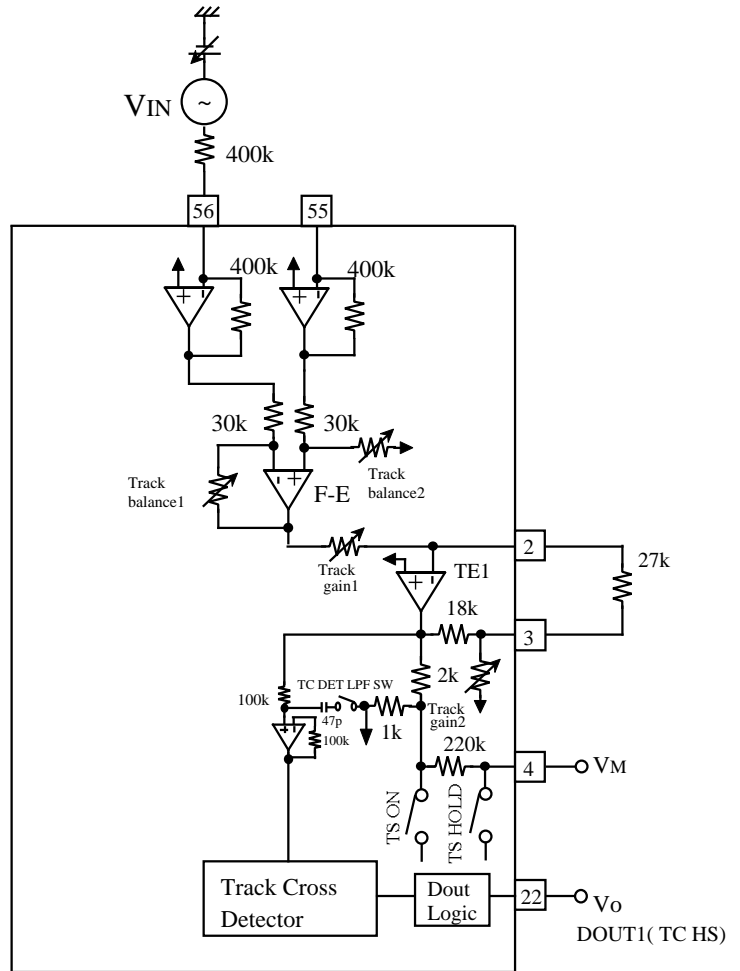 VIN
~
400k
56
55
400k
400k
+
-
+
-
30k
30k
Track
balance1
Track
balance2
-
+
F-E
Track
gain1
2
27k
+
-
TE1
18k
3
2k
Track
gain2
TC DET LPF SW
100k
47p
1k
+
-
100k
220k
4
VM
TS ON
TS HOLD
Track Cross
Detector
Dout
Logic
22
Vo
DOUT1( TC HS)